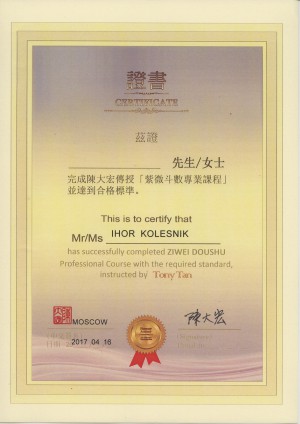 證書
CERTIFICATE
茲證
先生/女士
完成陳大宏傳授「紫微斗數專業課程」
並達到合格標準。
This is to certify that
Mr/Ms IHOR KOLESNIK
has successfully completed ZIWEI DOUSHU
Professional Course with the required standard,
instructed by Tony Tan
陳大宏
MOSCOW
2017 04 16